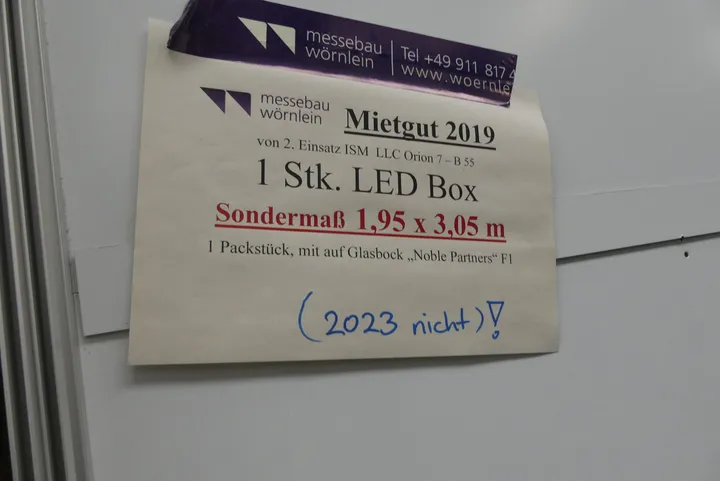 messebau
wörnlein
Tel +49 911 817
www.woernle
messebau
wörnlein
Mietgut 2019
von 2. Einsatz ISM LLC Orion 7 – B 55
1 Stk. LED Box
Sondermaß 1,95 x 3,05 m
1 Packstück, mit auf Glasbock „Noble Partners“ F1
(2023 nicht)!